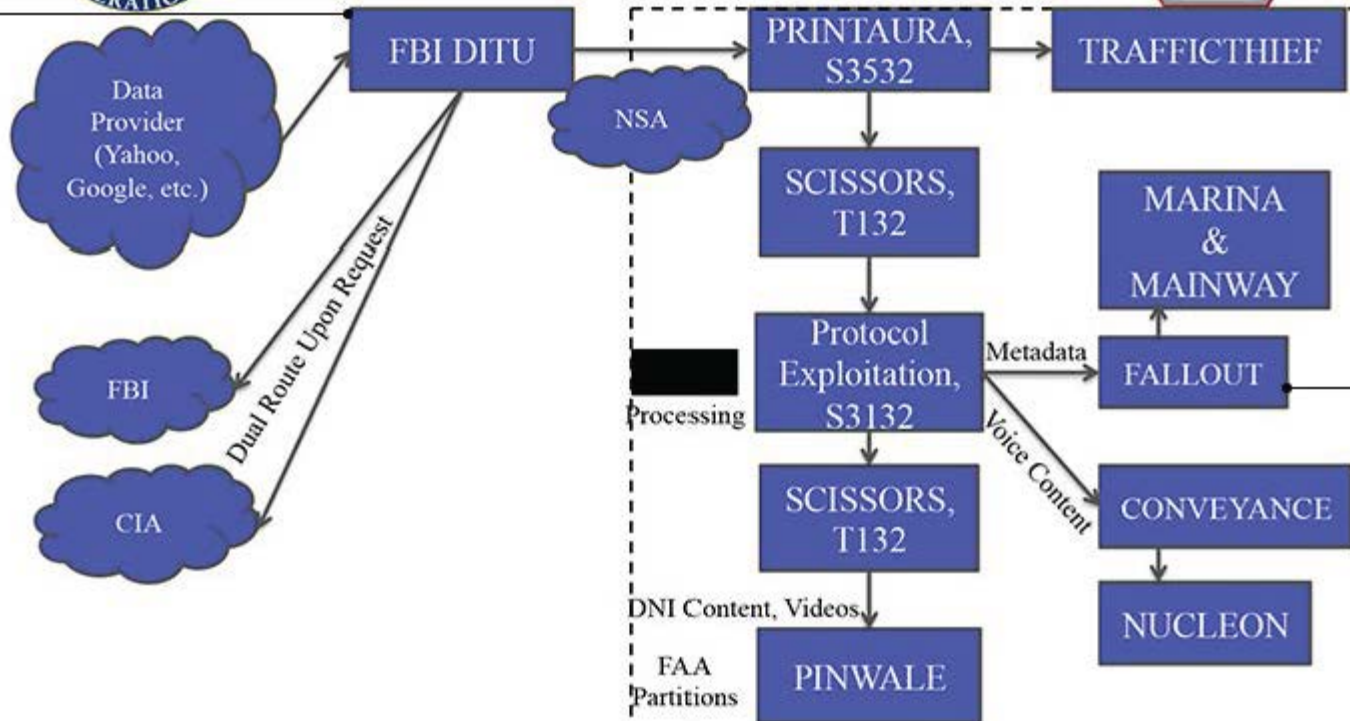 ERATIO
FBI DITU
PRINTAURA,
S3532
TRAFFICTHIEF
Data
Provider
(Yahoo,
Google, etc.)
NSA
SCISSORS,
T132
MARINA
&
MAINWAY
Dual Route Upon Request
FBI
Protocol
Exploitation,
S3132
Metadata
FALLOUT
Processing
Voice Content
CIA
SCISSORS,
T132
CONVEYANCE
DNI Content, Videos
NUCLEON
FAA
Partitions
PINWALE